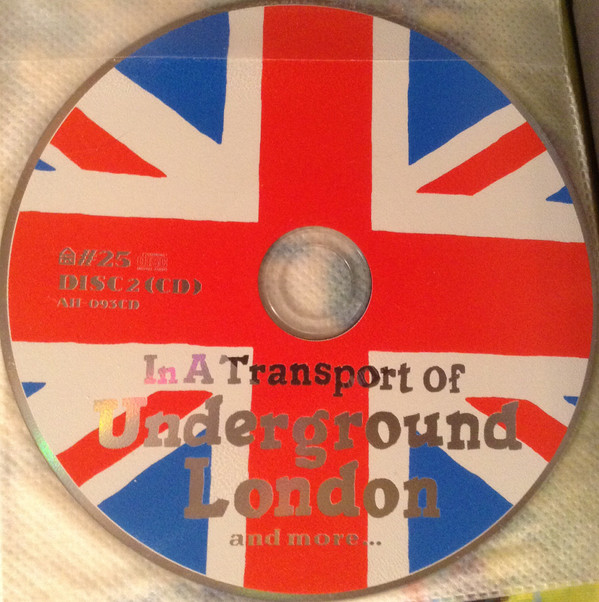 #25
DISC 2 (CD)
AH-093CD
In A Transport of
Underground
London
and more...